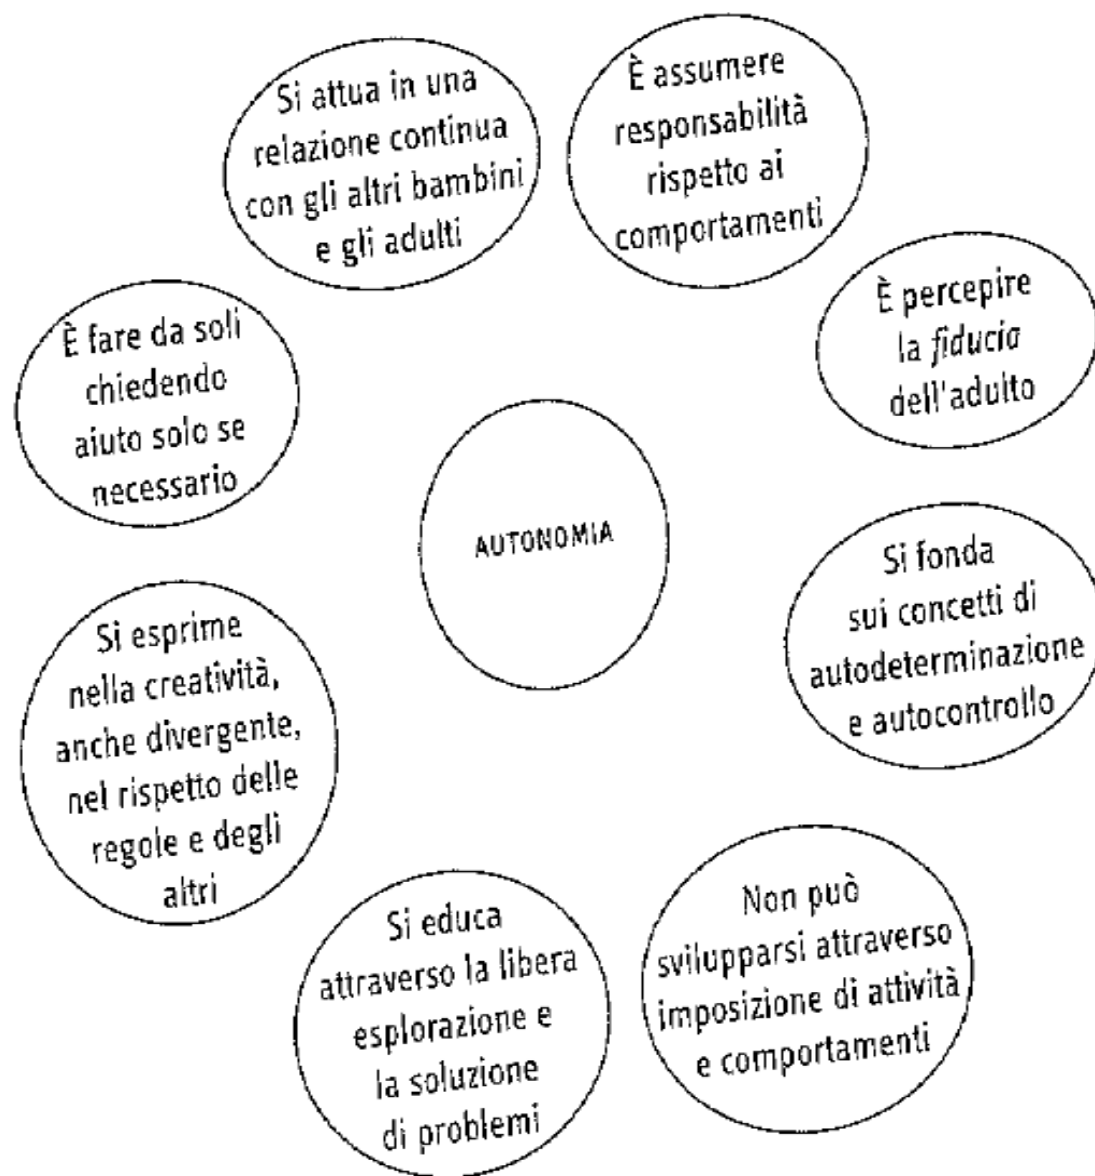 Si attua in una
relazione continua
con gli altri bambini
e gli adulti
È assumere
responsabilità
rispetto ai
comportamenti
È percepire
la fiducia
dell'adulto
È fare da soli
chiedendo
aiuto solo se
necessario
AUTONOMIA
Si fonda
sui concetti di
autodeterminazione
e autocontrollo
Si esprime
nella creatività,
anche divergente,
nel rispetto delle
regole e degli
altri
Si educa
attraverso la libera
esplorazione e
la soluzione
di problemi
Non può
svilupparsi attraverso
imposizione di attività
e comportamenti